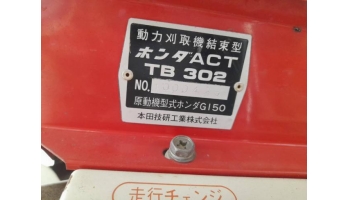 動力刈取機結束型
ホンダACT
TB 302
NO.
原動機型式ホンダG150
本田技研工業株式会社
走行チェンジ